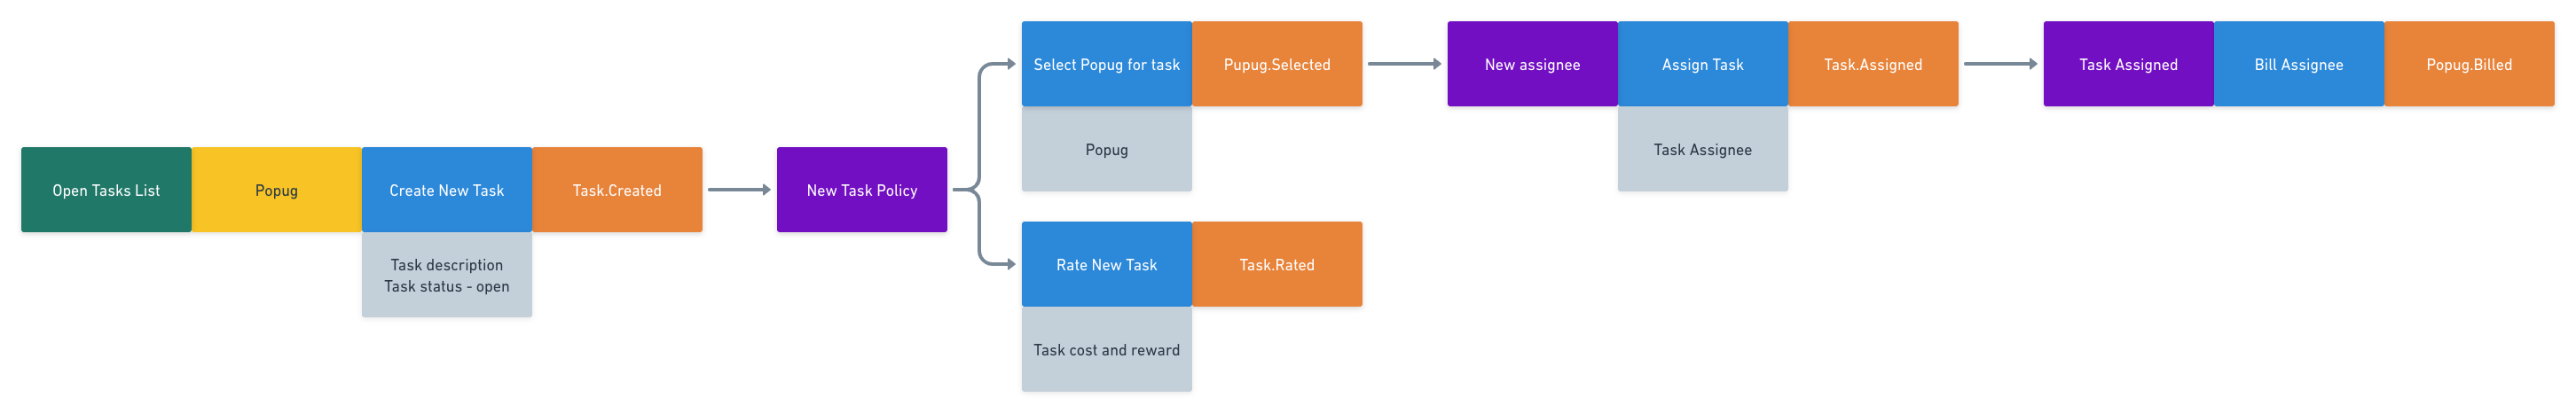 Open Tasks List
Popug
Create New Task
Task.Created
Task description
Task status - open
New Task Policy
Select Popug for task
Pupug.Selected
Popug
Rate New Task
Task.Rated
Task cost and reward
New assignee
Assign Task
Task.Assigned
Task Assignee
Task Assigned
Bill Assignee
Popug.Billed